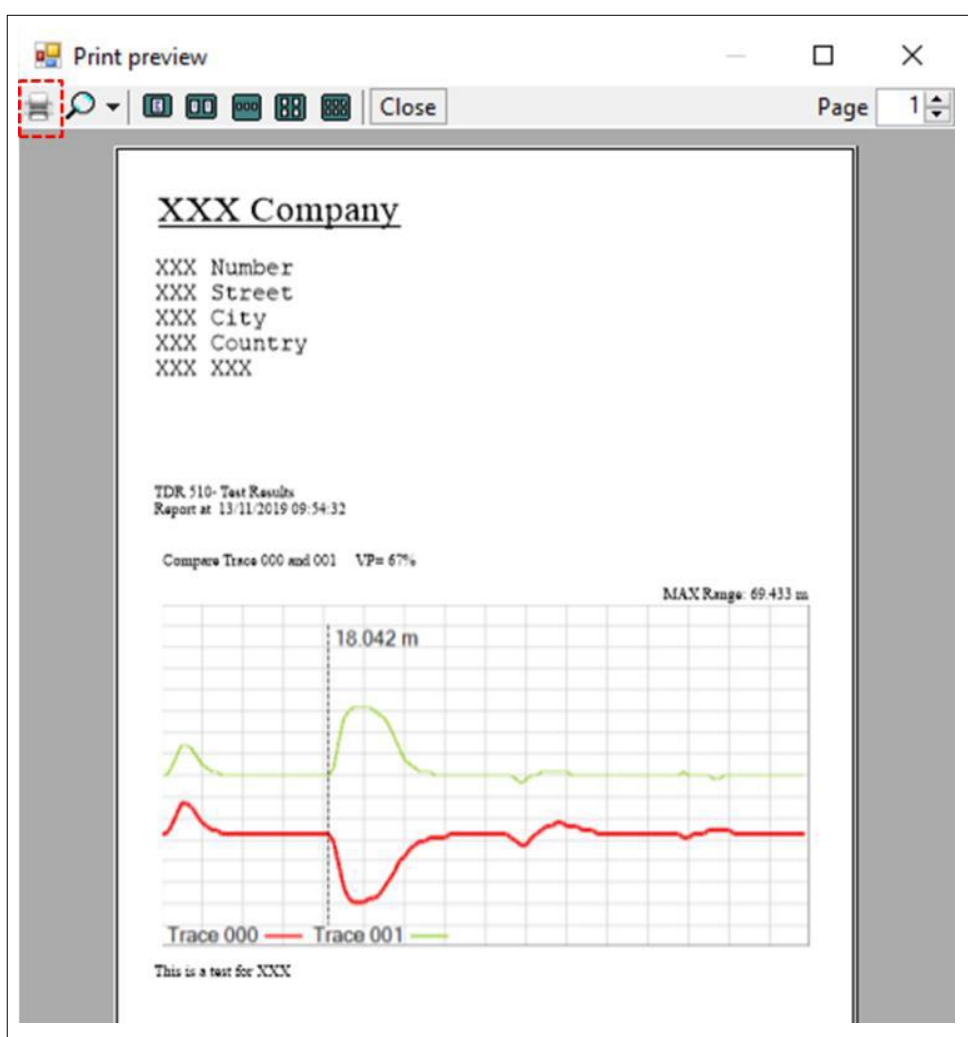 Print preview
Close
Page 1
XXX Company
XXX Number
XXX Street
XXX City
XXX Country
XXX XXX
TDR 510- Test Results
Report at 13/11/2019 09:54:32
Compare Trace 000 and 001 VP= 67%
MAX Range: 69.433 m
18.042 m
Trace 000 Trace 001
This is a test for XXX